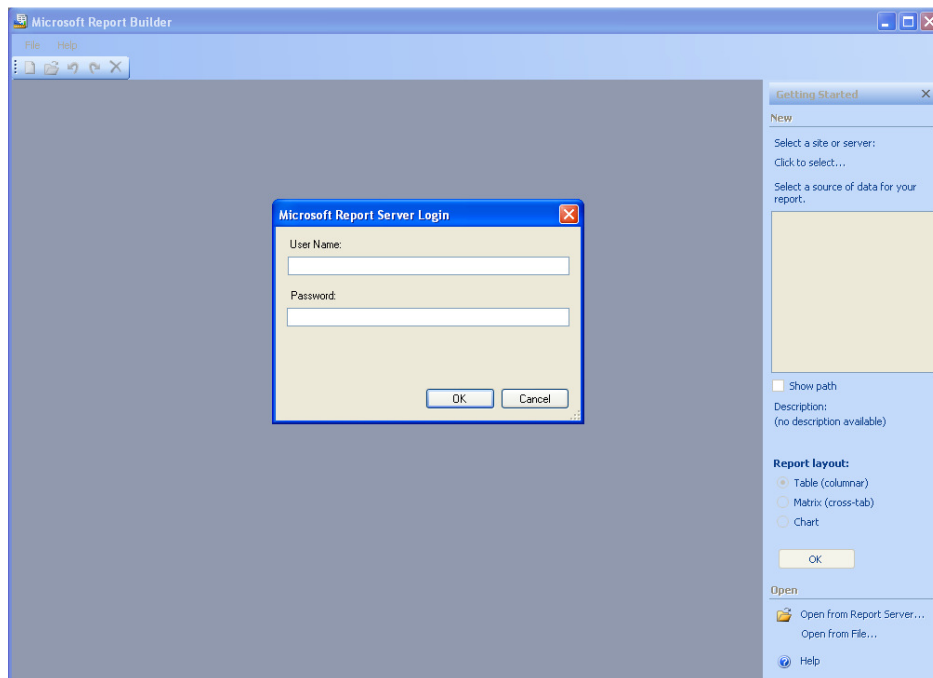 Microsoft Report Builder
File Help
Getting Started
New
Select a site or server:
Click to select...
Select a source of data for your
report.
Microsoft Report Server Login
User Name:
Password:
OK Cancel
Show path
Description:
(no description available)
Report layout:
Table (columnar)
Matrix (cross-tab)
Chart
OK
Open
Open from Report Server...
Open from File...
Help